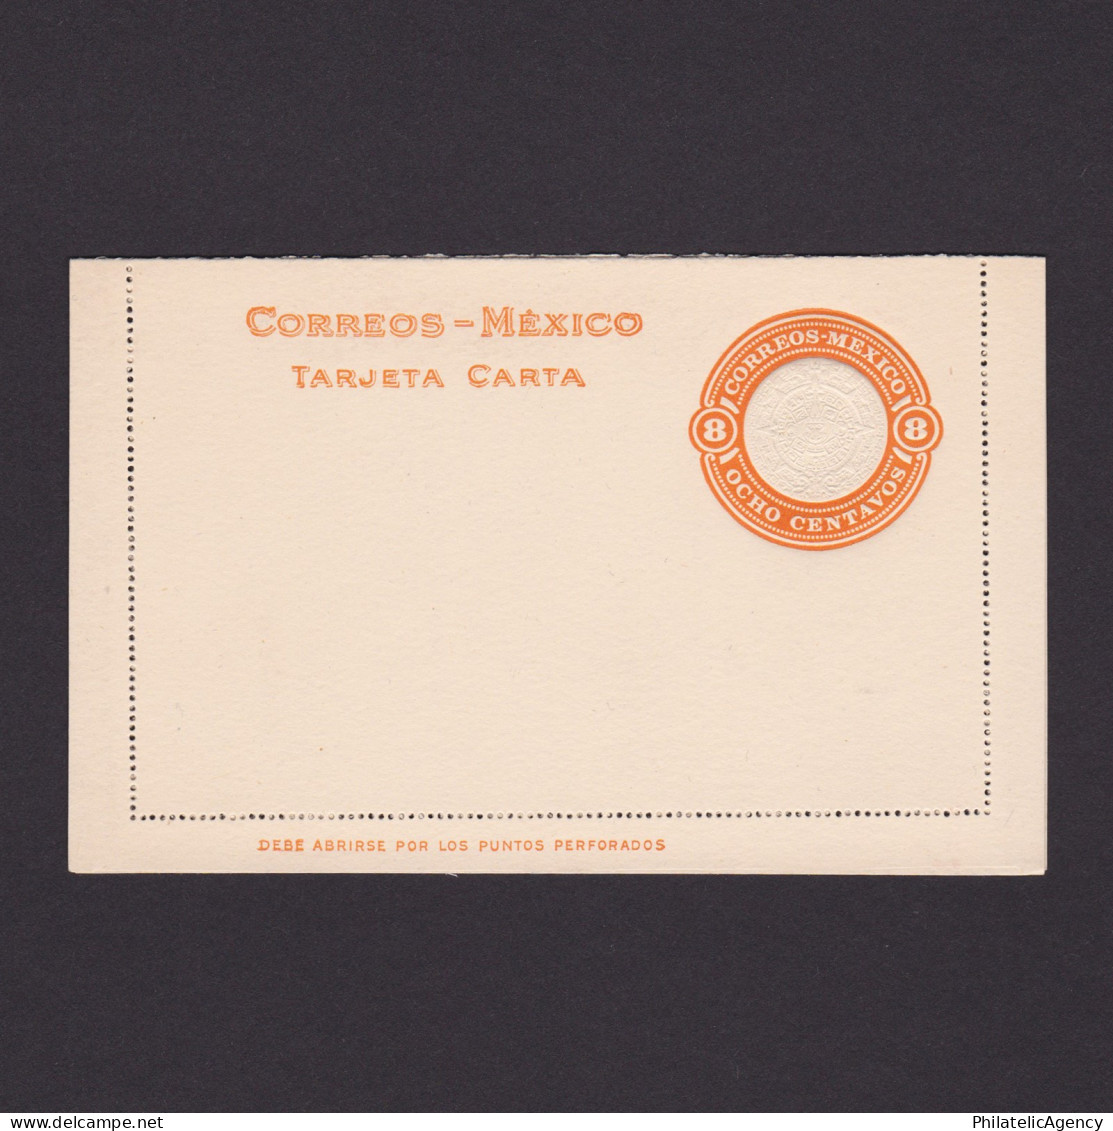 CORREOS-MÉXICO
TARJETA CARTA
CORREOS-MEXICO
8 8
OCHO CENTAVOS
DEBE ABRIRSE POR LOS PUNTOS PERFORADOS
delcampe.net
PhilatelicAgency